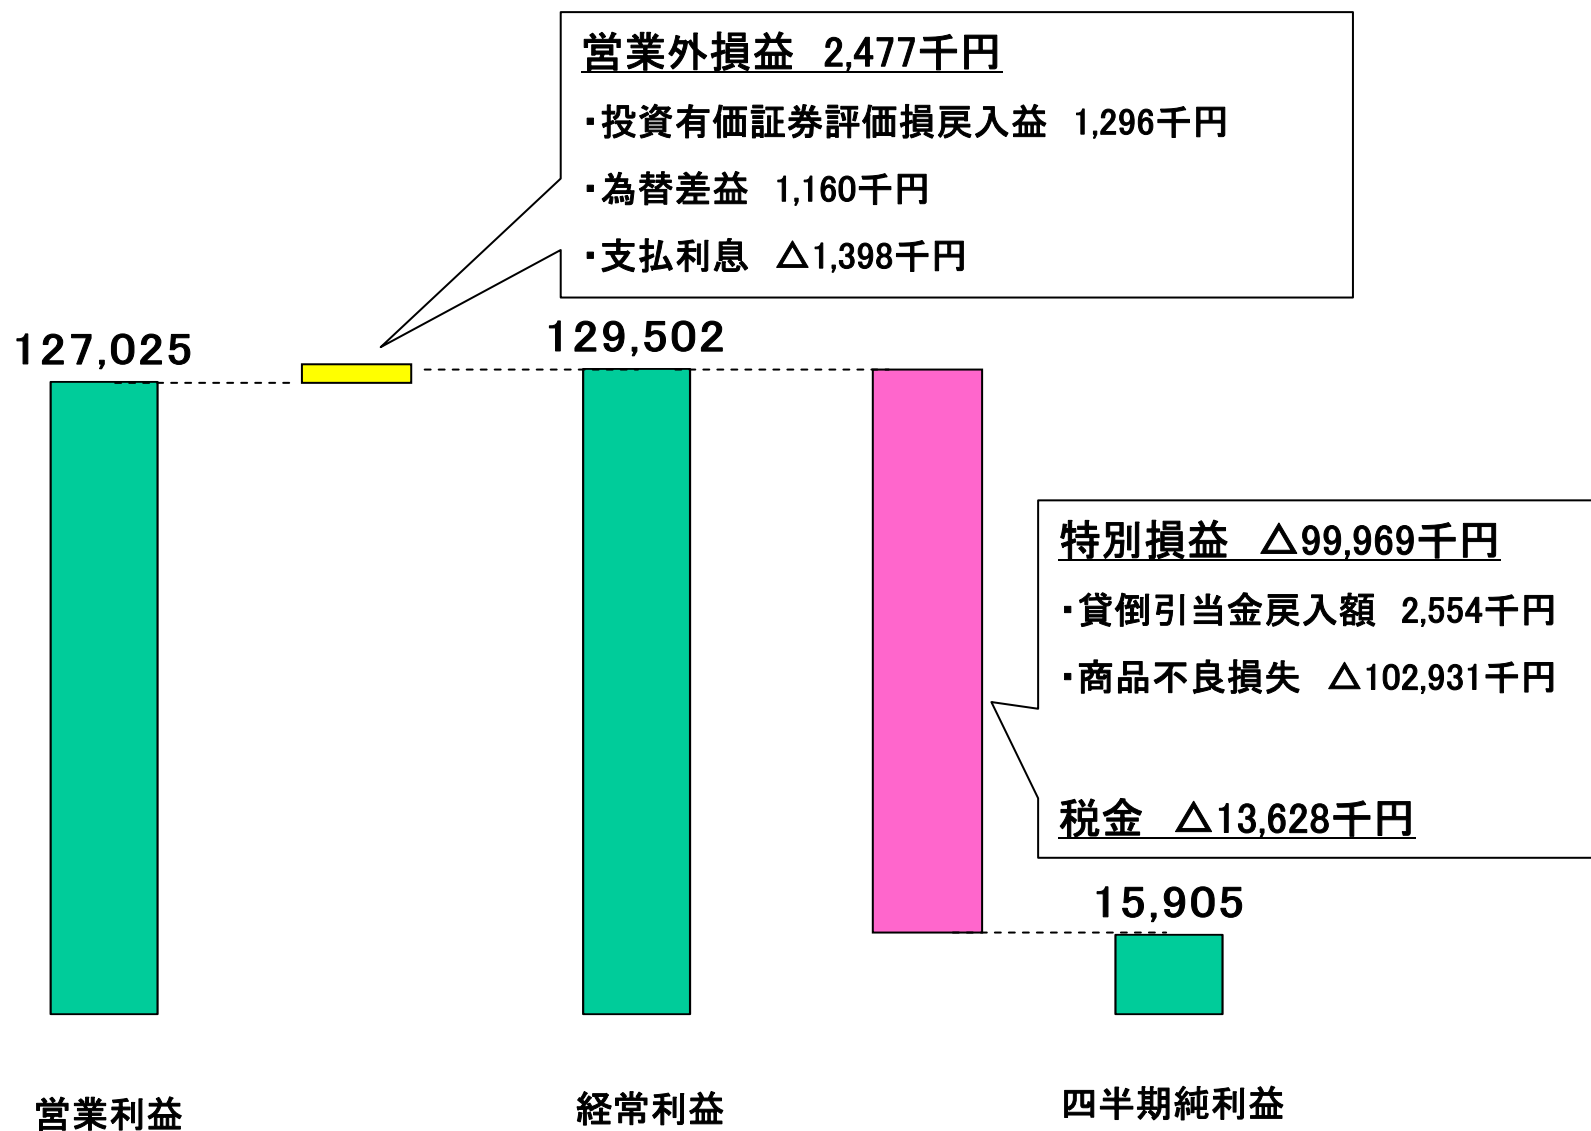 営業外損益 2,477千円
・投資有価証券評価損戻入益 1,296千円
・為替差益 1,160千円
・支払利息 △1,398千円
127,025
129,502
特別損益 △99,969千円
・貸倒引当金戻入額 2,554千円
・商品不良損失 △102,931千円
税金 △13,628千円
15,905
営業利益
経常利益
四半期純利益